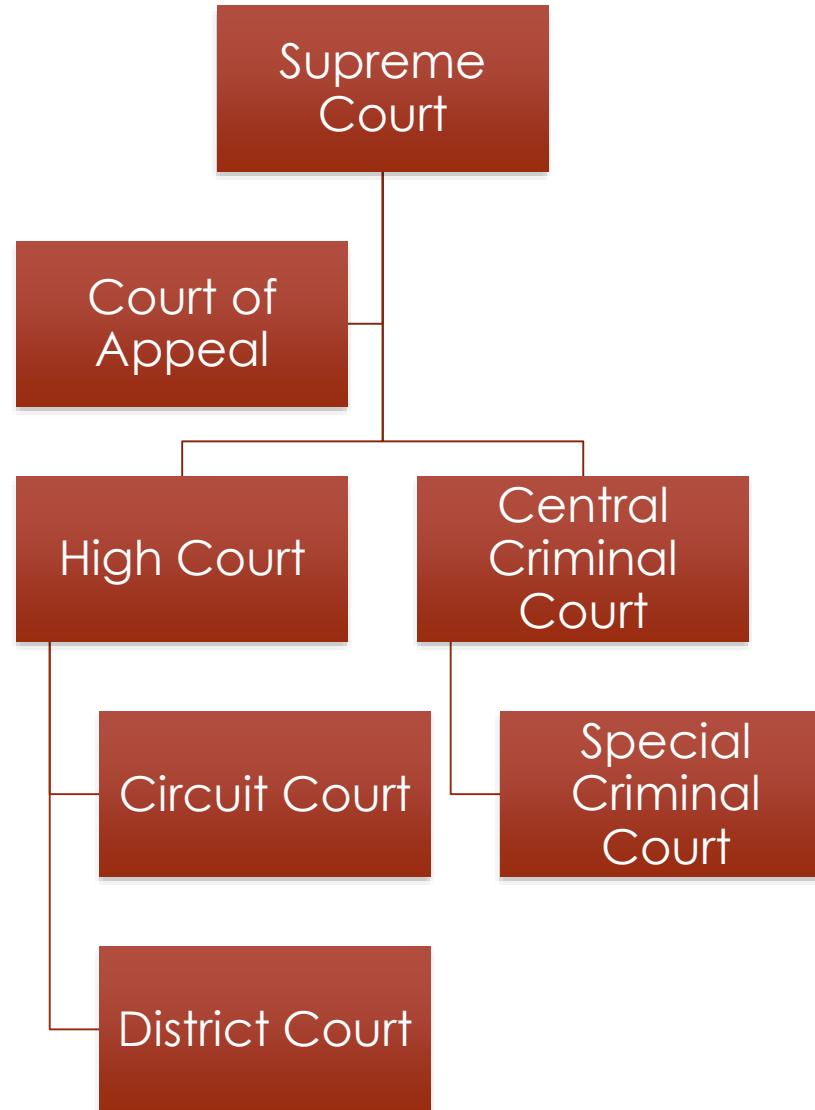 Supreme
Court
Court of
Appeal
High Court
Central
Criminal
Court
Circuit Court
Special
Criminal
Court
District Court